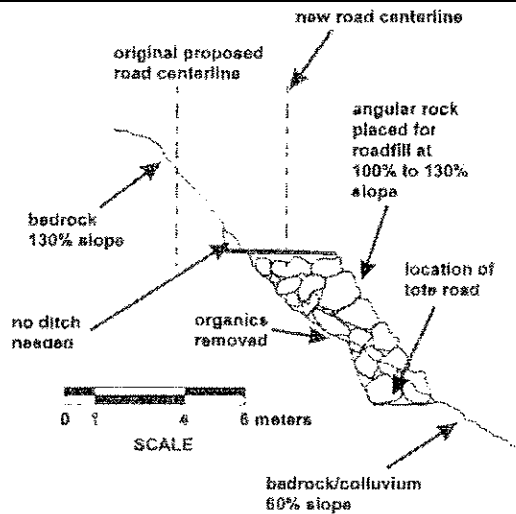 new road centerline
original proposed
road centerline
angular rock
placed for
roadfill at
100% to 130%
slope
bedrock
130% slope
location of
tote road
no ditch
needed
organics
removed
0 1 4 6 meters
SCALE
bedrock/colluvium
60% slope